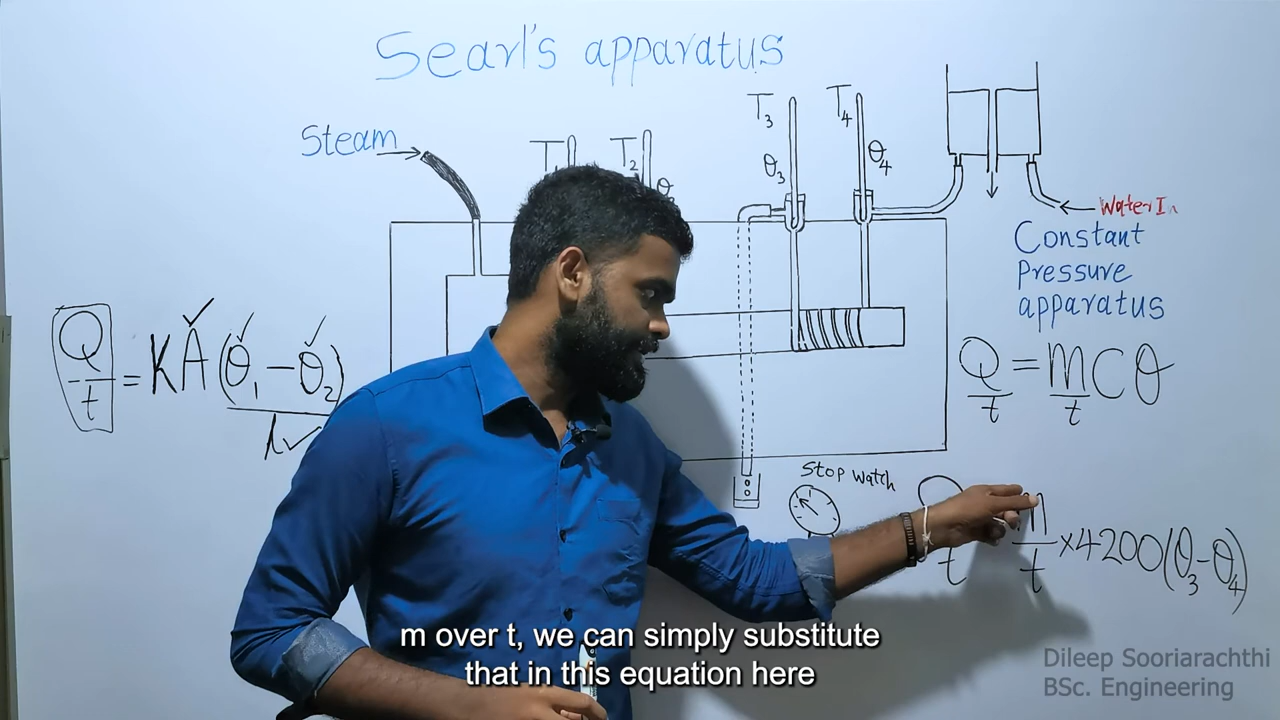 Searl's apparatus
Steam
T₁
T₂
T₃
θ₃
T₄
θ₄
Water In
Constant
Pressure
apparatus
Q/t = KA(θ₁ − θ₂)/l
Q/t = m/t Cθ
Stop watch
m/t ×4200(θ₃−θ₄)
m over t, we can simply substitute
that in this equation here
Dileep Sooriarachthi
BSc. Engineering